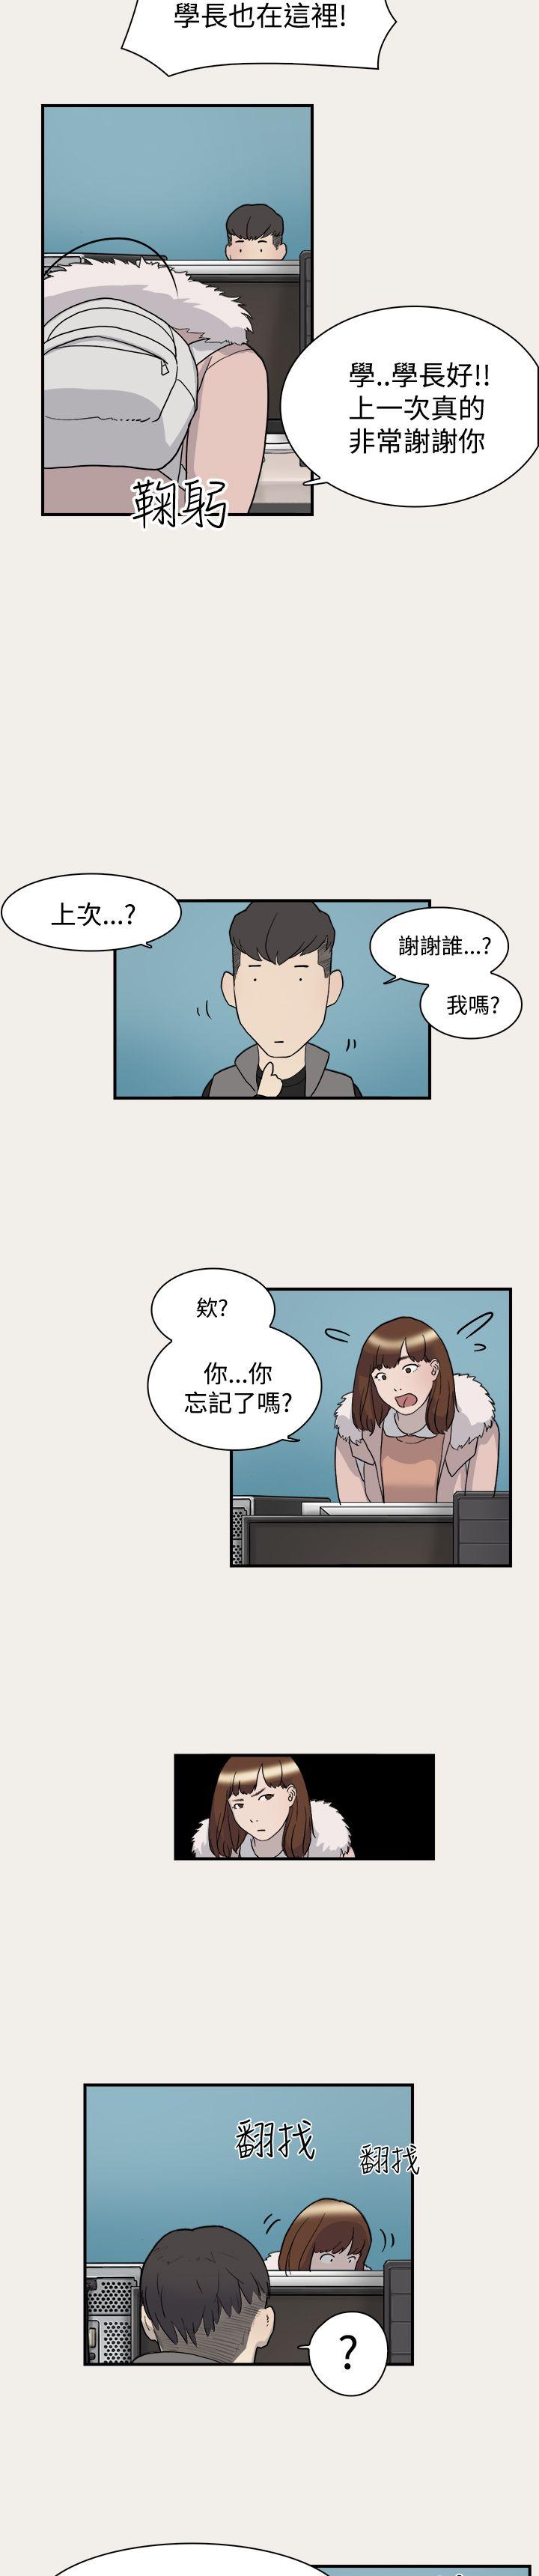 學長也在這裡!
學..學長好!!
上一次真的
非常謝謝你
鞠躬
上次...?
謝謝誰...?
我嗎?
欸?
你...你
忘記了嗎?
翻找
翻找
?